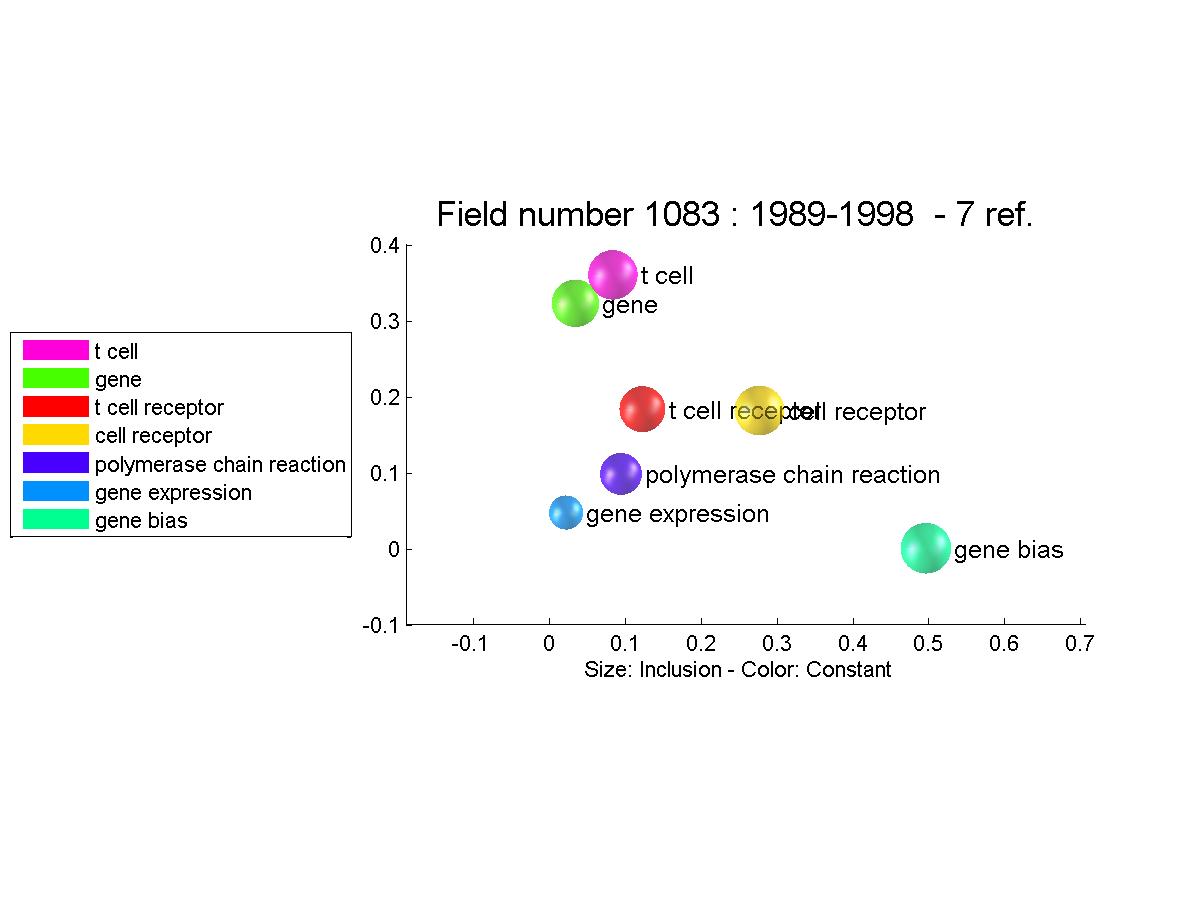 Field number 1083 : 1989-1998  - 7 ref.
0.4
0.3
0.2
0.1
0
-0.1
-0.1
0
0.1
0.2
0.3
0.4
0.5
0.6
0.7
Size: Inclusion - Color: Constant
t cell
gene
t cell receptor
cell receptor
polymerase chain reaction
gene expression
gene bias
t cell
gene
t cell receptor
cell receptor
polymerase chain reaction
gene expression
gene bias